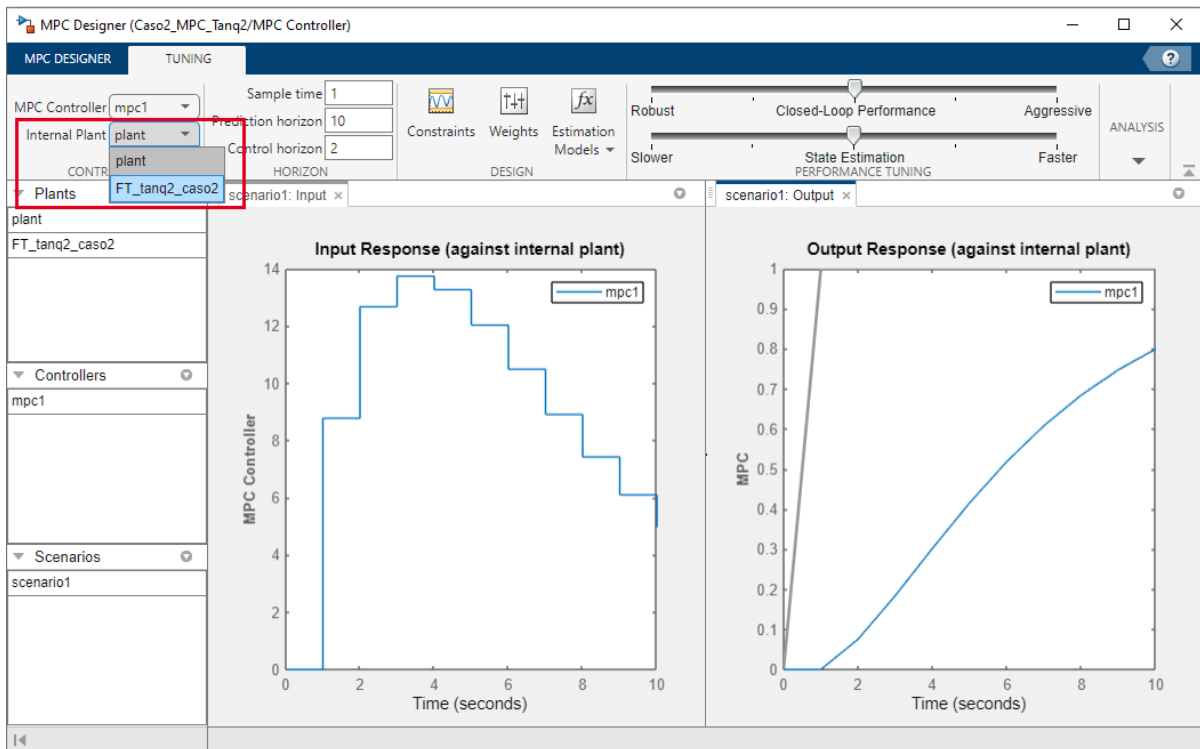 MPC Designer (Caso2_MPC_Tanq2/MPC Controller)
MPC DESIGNER TUNING
MPC Controller mpc1
Internal Plant plant
plant
FT_tanq2_caso2
CONTR
Sample time 1
Prediction horizon 10
Control horizon 2
HORIZON
Constraints Weights Estimation Models
DESIGN
Robust Closed-Loop Performance Aggressive
Slower State Estimation Faster
PERFORMANCE TUNING
ANALYSIS
Plants
plant
FT_tanq2_caso2
Controllers
mpc1
Scenarios
scenario1
scenario1: Input
Input Response (against internal plant)
mpc1
MPC Controller
14
12
10
8
6
4
2
0
0 2 4 6 8 10
Time (seconds)
scenario1: Output
Output Response (against internal plant)
mpc1
MPC
1
0.9
0.8
0.7
0.6
0.5
0.4
0.3
0.2
0.1
0
0 2 4 6 8 10
Time (seconds)